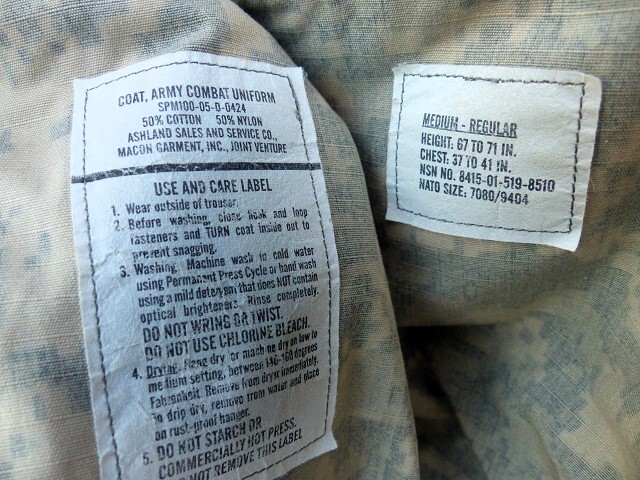 COAT, ARMY COMBAT UNIFORM
SPM100-05-D-0424
50% COTTON 50% NYLON
ASHLAND SALES AND SERVICE CO.,
MACON GARMENT, INC., JOINT VENTURE
USE AND CARE LABEL
1. Wear outside of trouser.
2. Before washing, close hook and loop
fasteners and TURN coat inside out to
prevent snagging.
3. Washing: Machine wash in cold water
using Permanent Press Cycle or hand wash
using a mild detergent that does NOT contain
optical brighteners. Rinse completely.
DO NOT WRING OR TWIST.
DO NOT USE CHLORINE BLEACH.
4. Drying: Hang dry, or machine dry on low to
medium setting, between 140-160 degrees
Fahrenheit. Remove from dryer immediately.
To drip dry, remove from water and place
on rust-proof hanger.
5. DO NOT STARCH OR
COMMERCIALLY HOT PRESS.
NOT REMOVE THIS LABEL
MEDIUM - REGULAR
HEIGHT: 67 TO 71 IN.
CHEST: 37 TO 41 IN.
NSN NO. 8415-01-519-8510
NATO SIZE: 7080/9404